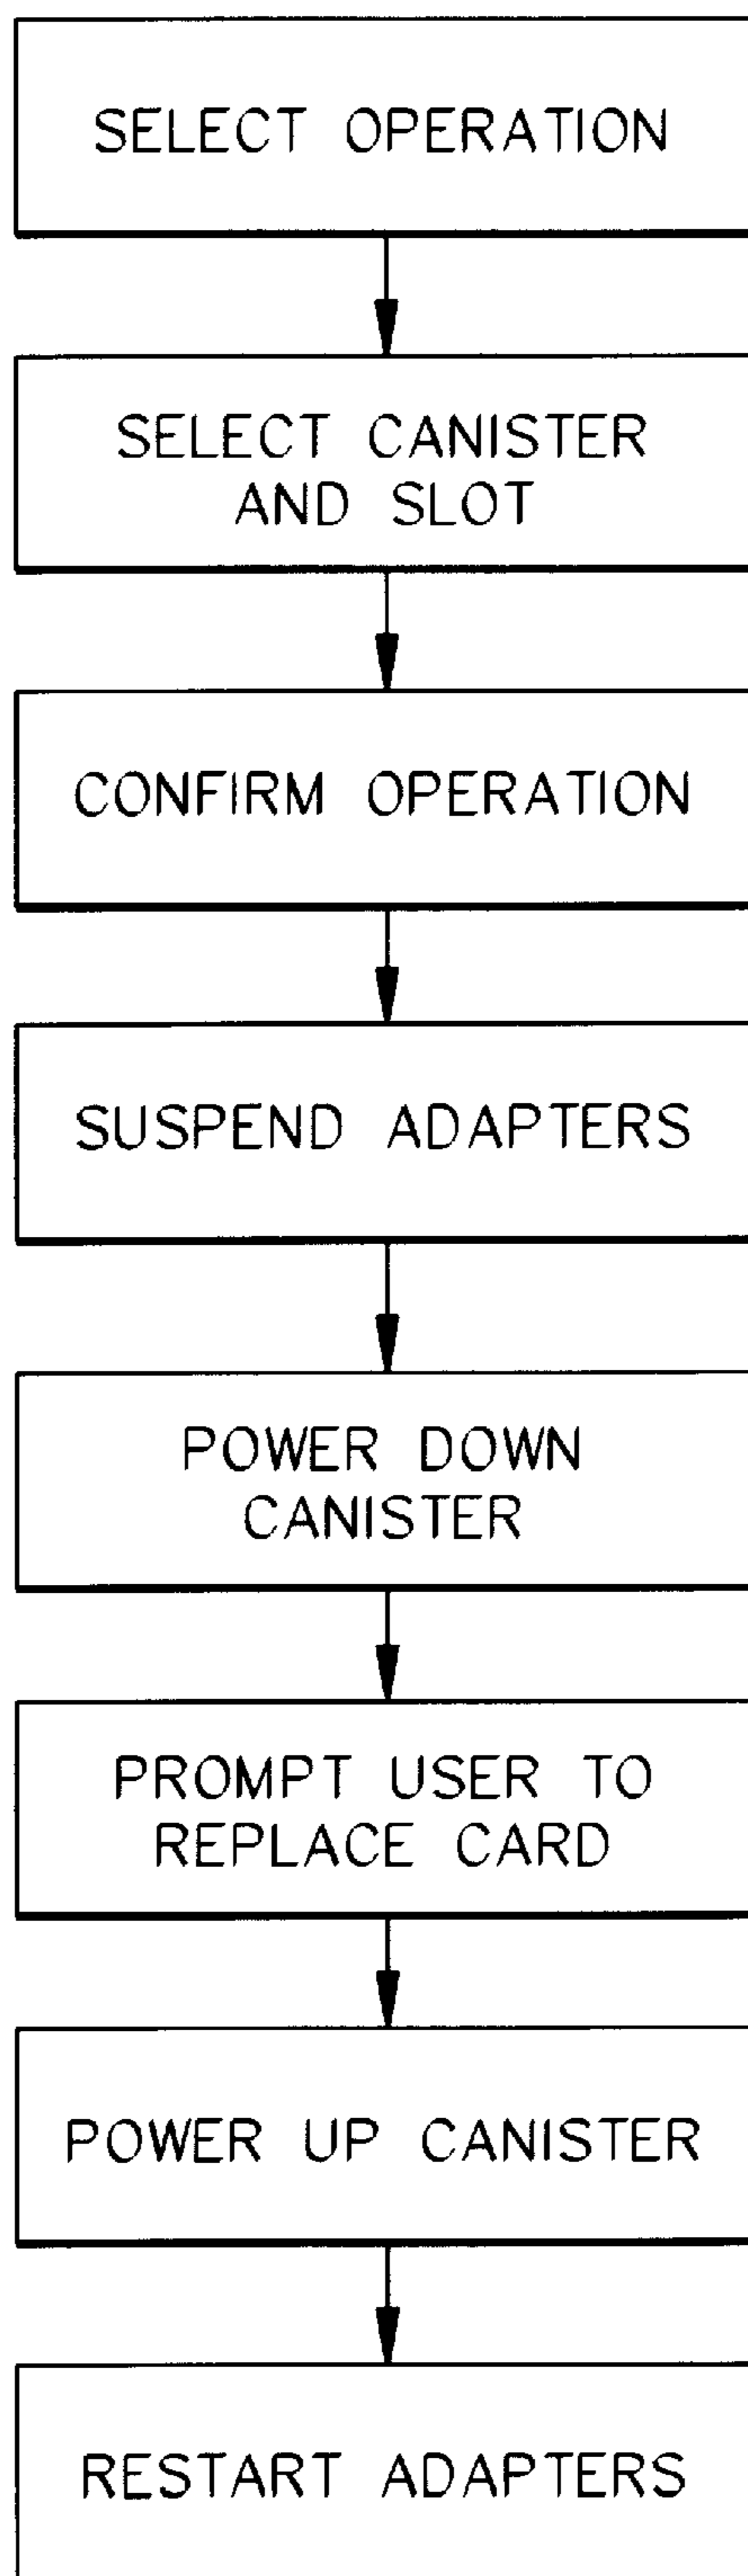 SELECT OPERATION
SELECT CANISTER
AND SLOT
CONFIRM OPERATION
SUSPEND ADAPTERS
POWER DOWN
CANISTER
PROMPT USER TO
REPLACE CARD
POWER UP CANISTER
RESTART ADAPTERS